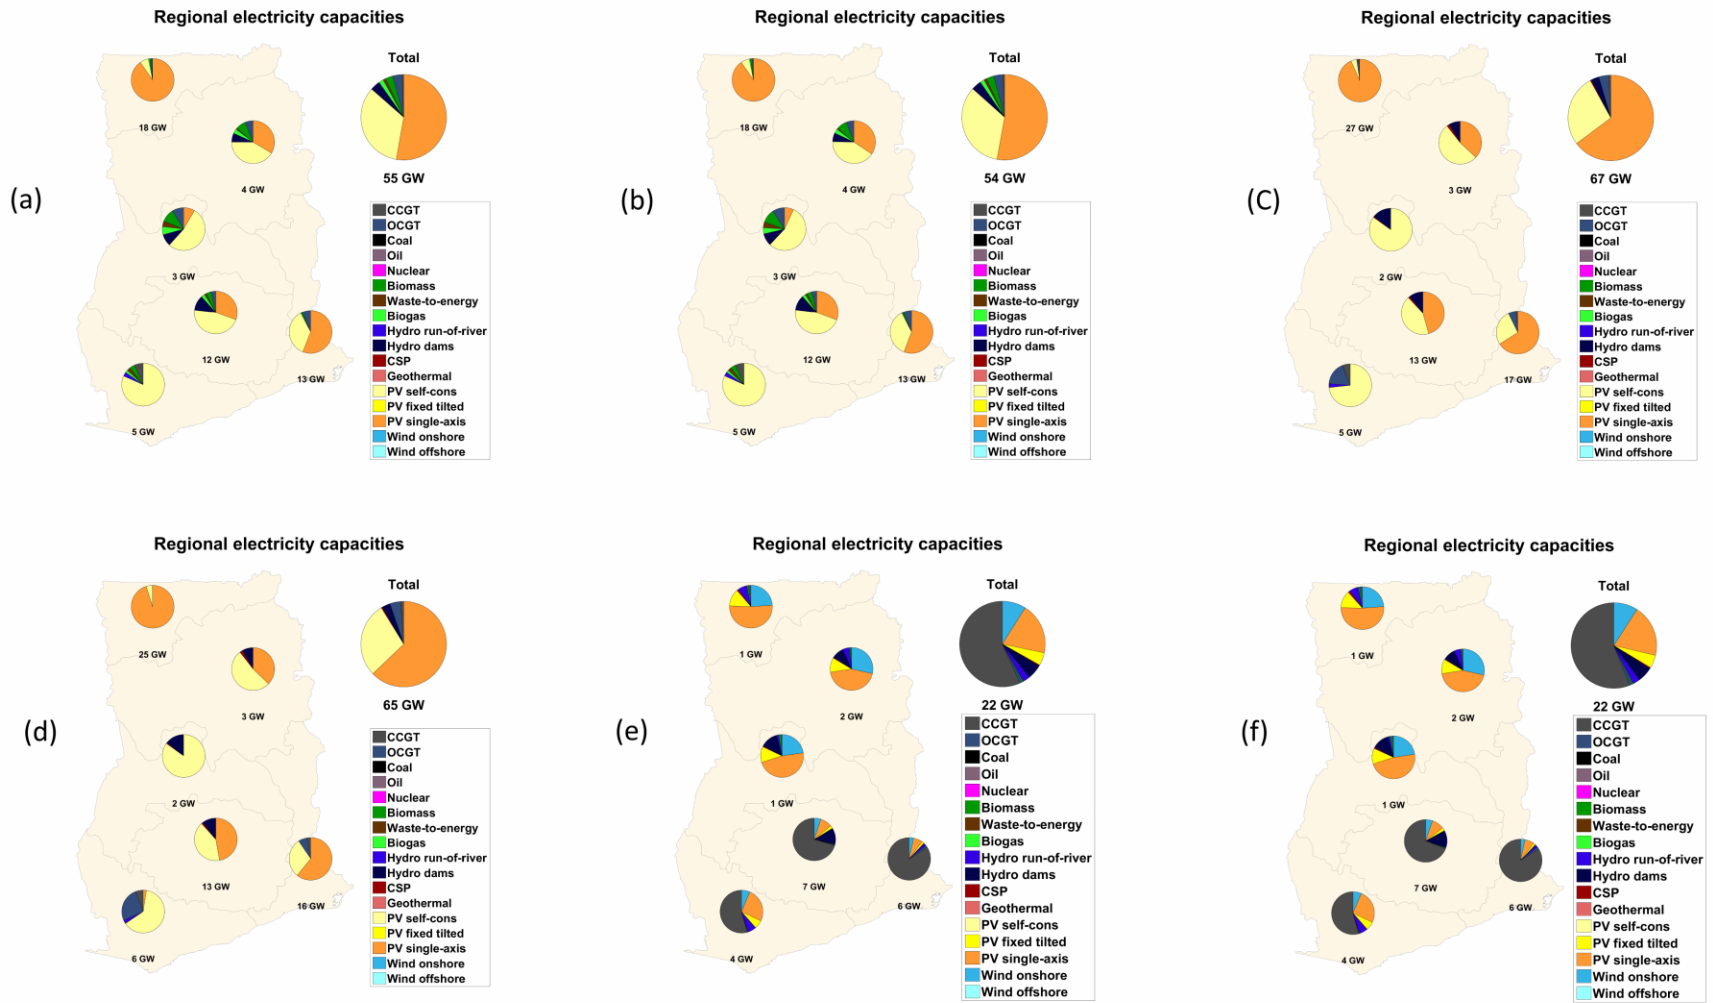 Regional electricity capacities
Total
18 GW
4 GW
55 GW
(a)
3 GW
12 GW
13 GW
5 GW
CCGT
OCGT
Coal
Oil
Nuclear
Biomass
Waste-to-energy
Biogas
Hydro run-of-river
Hydro dams
CSP
Geothermal
PV self-cons
PV fixed tilted
PV single-axis
Wind onshore
Wind offshore
Regional electricity capacities
Total
18 GW
4 GW
54 GW
(b)
3 GW
12 GW
13 GW
5 GW
CCGT
OCGT
Coal
Oil
Nuclear
Biomass
Waste-to-energy
Biogas
Hydro run-of-river
Hydro dams
CSP
Geothermal
PV self-cons
PV fixed tilted
PV single-axis
Wind onshore
Wind offshore
Regional electricity capacities
Total
27 GW
3 GW
67 GW
(C)
2 GW
13 GW
17 GW
5 GW
CCGT
OCGT
Coal
Oil
Nuclear
Biomass
Waste-to-energy
Biogas
Hydro run-of-river
Hydro dams
CSP
Geothermal
PV self-cons
PV fixed tilted
PV single-axis
Wind onshore
Wind offshore
Regional electricity capacities
Total
25 GW
3 GW
65 GW
(d)
2 GW
13 GW
16 GW
6 GW
CCGT
OCGT
Coal
Oil
Nuclear
Biomass
Waste-to-energy
Biogas
Hydro run-of-river
Hydro dams
CSP
Geothermal
PV self-cons
PV fixed tilted
PV single-axis
Wind onshore
Wind offshore
Regional electricity capacities
Total
1 GW
2 GW
22 GW
(e)
1 GW
7 GW
6 GW
4 GW
CCGT
OCGT
Coal
Oil
Nuclear
Biomass
Waste-to-energy
Biogas
Hydro run-of-river
Hydro dams
CSP
Geothermal
PV self-cons
PV fixed tilted
PV single-axis
Wind onshore
Wind offshore
Regional electricity capacities
Total
1 GW
2 GW
22 GW
(f)
1 GW
7 GW
6 GW
4 GW
CCGT
OCGT
Coal
Oil
Nuclear
Biomass
Waste-to-energy
Biogas
Hydro run-of-river
Hydro dams
CSP
Geothermal
PV self-cons
PV fixed tilted
PV single-axis
Wind onshore
Wind offshore